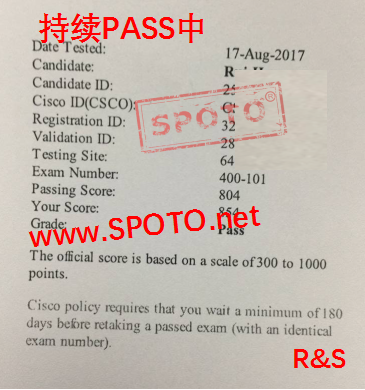 持续PASS中
Date Tested: 17-Aug-2017
Candidate: R
Candidate ID: 25
Cisco ID(CSCO):
Registration ID: 32
Validation ID: 28
Testing Site: 64
Exam Number: 400-101
Passing Score: 804
Your Score: 854
Grade: Pass
SPOTO®
www.SPOTO.net
The official score is based on a scale of 300 to 1000
points.
Cisco policy requires that you wait a minimum of 180
days before retaking a passed exam (with an identical
exam number).
R&S